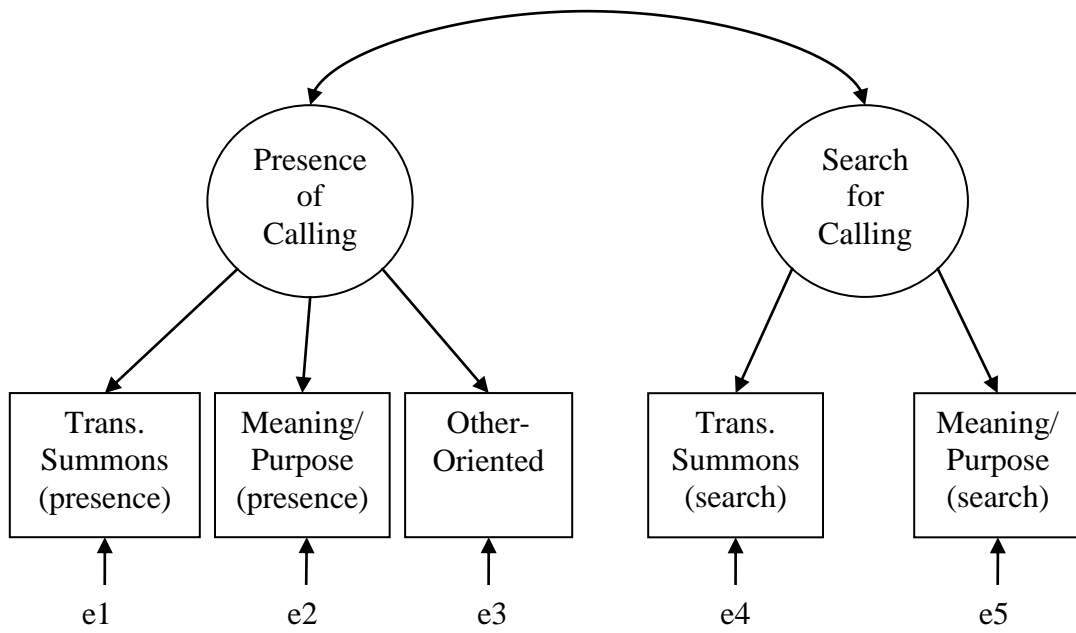 Presence
of
Calling
Search
for
Calling
Trans.
Summons
(presence)
Meaning/
Purpose
(presence)
Other-
Oriented
Trans.
Summons
(search)
Meaning/
Purpose
(search)
e1
e2
e3
e4
e5